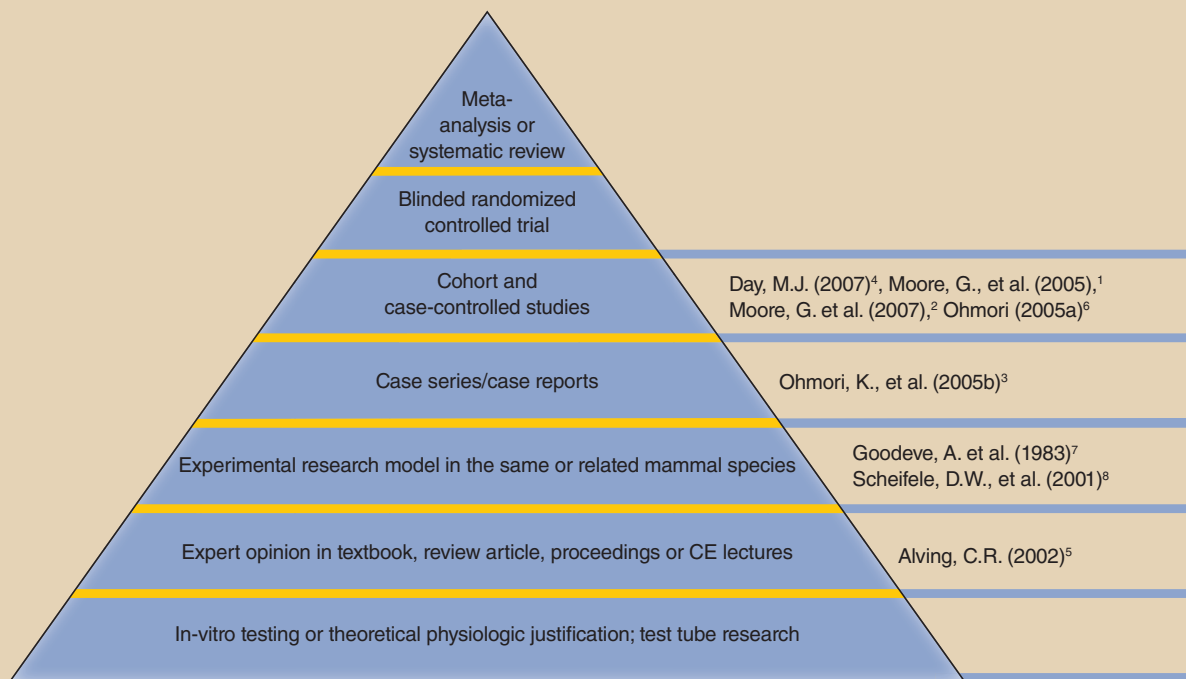 Meta-
analysis or
systematic review
Blinded randomized
controlled trial
Cohort and
case-controlled studies
Day, M.J. (2007)⁴, Moore, G., et al. (2005),¹
Moore, G. et al. (2007),² Ohmori (2005a)⁶
Case series/case reports
Ohmori, K., et al. (2005b)³
Experimental research model in the same or related mammal species
Goodeve, A. et al. (1983)⁷
Scheifele, D.W., et al. (2001)⁸
Expert opinion in textbook, review article, proceedings or CE lectures
Alving, C.R. (2002)⁵
In-vitro testing or theoretical physiologic justification; test tube research